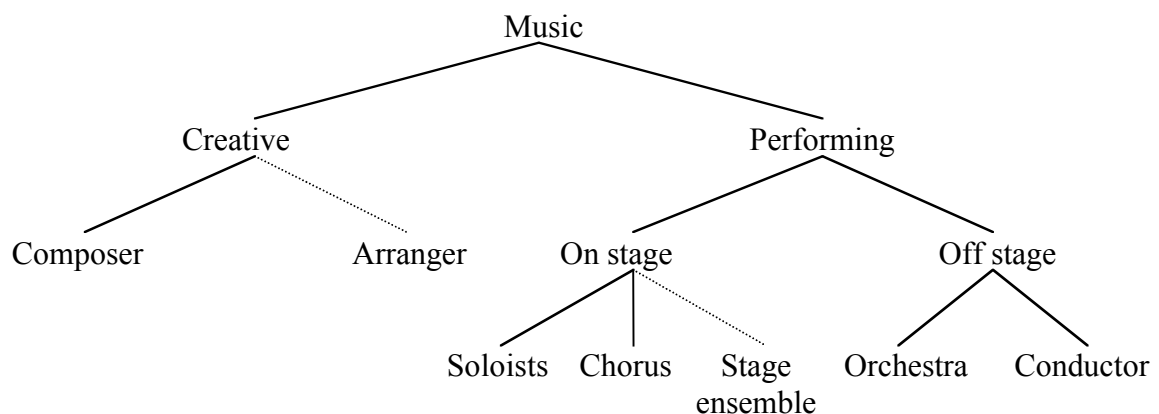 Music
Creative Performing
Composer Arranger On stage Off stage
Soloists Chorus Stage Orchestra Conductor
ensemble